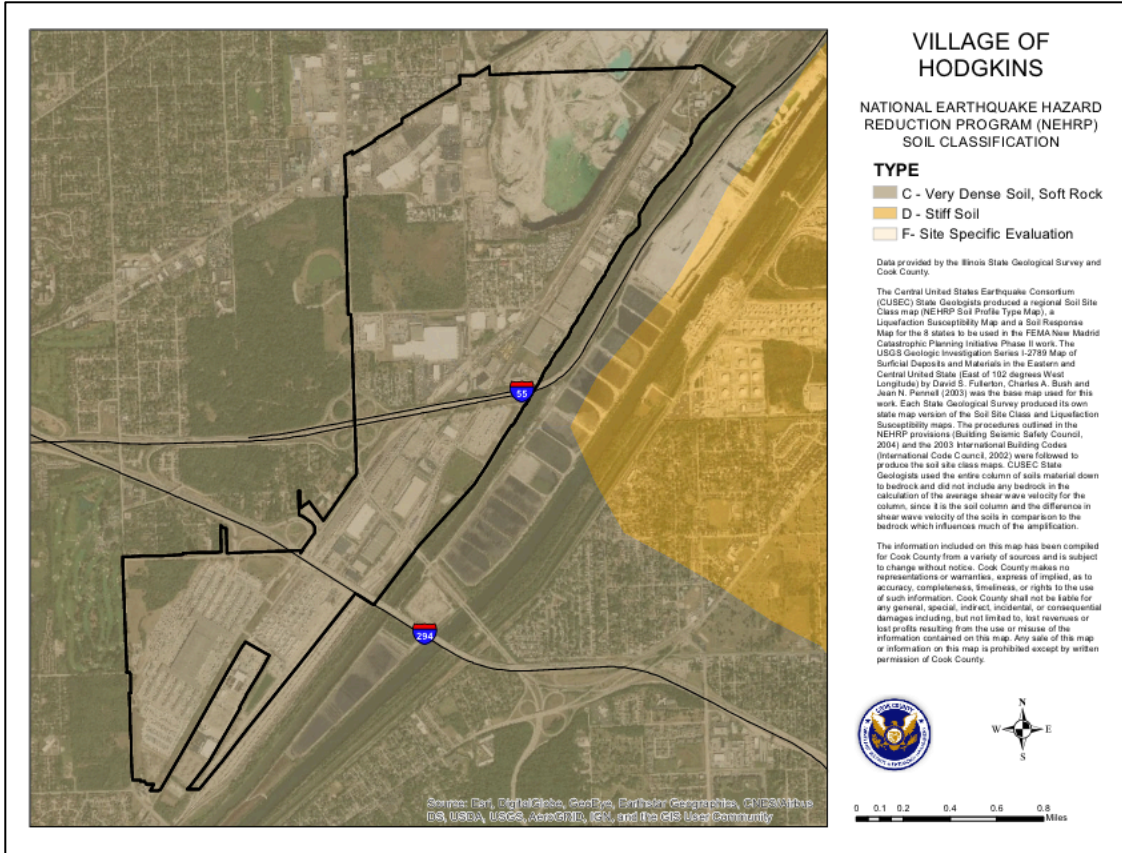 VILLAGE OF
HODGKINS
NATIONAL EARTHQUAKE HAZARD
REDUCTION PROGRAM (NEHRP)
SOIL CLASSIFICATION
TYPE
C - Very Dense Soil, Soft Rock
D - Stiff Soil
F- Site Specific Evaluation
Data provided by the Illinois State Geological Survey and
Cook County.
The Central United States Earthquake Consortium
(CUSEC) State Geologists produced a regional Soil Site
Class map (NEHRP Soil Profile Type Map), a
Liquefaction Susceptibility Map and a Soil Response
Map for the 8 states to be used in the FEMA New Madrid
Catastrophic Planning Initiative Phase II work. The
USGS Geologic Investigation Series I-2789 Map of
Surficial Deposits and Materials in the Eastern and
Central United State (East of 102 degrees West
Longitude) by David S. Fullerton, Charles A. Bush and
Jean N. Pennell (2003) was the base map used for this
work. Each State Geological Survey produced its own
state map version of the Soil Site Class and Liquefaction
Susceptibility maps. The procedures outlined in the
NEHRP provisions (Building Seismic Safety Council,
2004) and the 2003 International Building Codes
(International Code Council, 2002) were followed to
produce the soil site class maps. CUSEC State
Geologists used the entire column of soils material down
to bedrock and did not include any bedrock in the
calculation of the average shear wave velocity for the
column, since it is the soil column and the difference in
shear wave velocity of the soils in comparison to the
bedrock which influences much of the amplification.
The information included on this map has been compiled
for Cook County from a variety of sources and is subject
to change without notice. Cook County makes no
representations or warranties, express of implied, as to
accuracy, completeness, timeliness, or rights to the use
of such information. Cook County shall not be liable for
any general, special, indirect, incidental, or consequential
damages including, but not limited to, lost revenues or
lost profits resulting from the use or misuse of the
information contained on this map. Any sale of this map
or information on this map is prohibited except by written
permission of Cook County.
55
294
N
W E
S
0 0.1 0.2 0.4 0.6 0.8
Miles
Source: Esri, DigitalGlobe, GeoEye, Earthstar Geographics, CNES/Airbus
DS, USDA, USGS, AeroGRID, IGN, and the GIS User Community